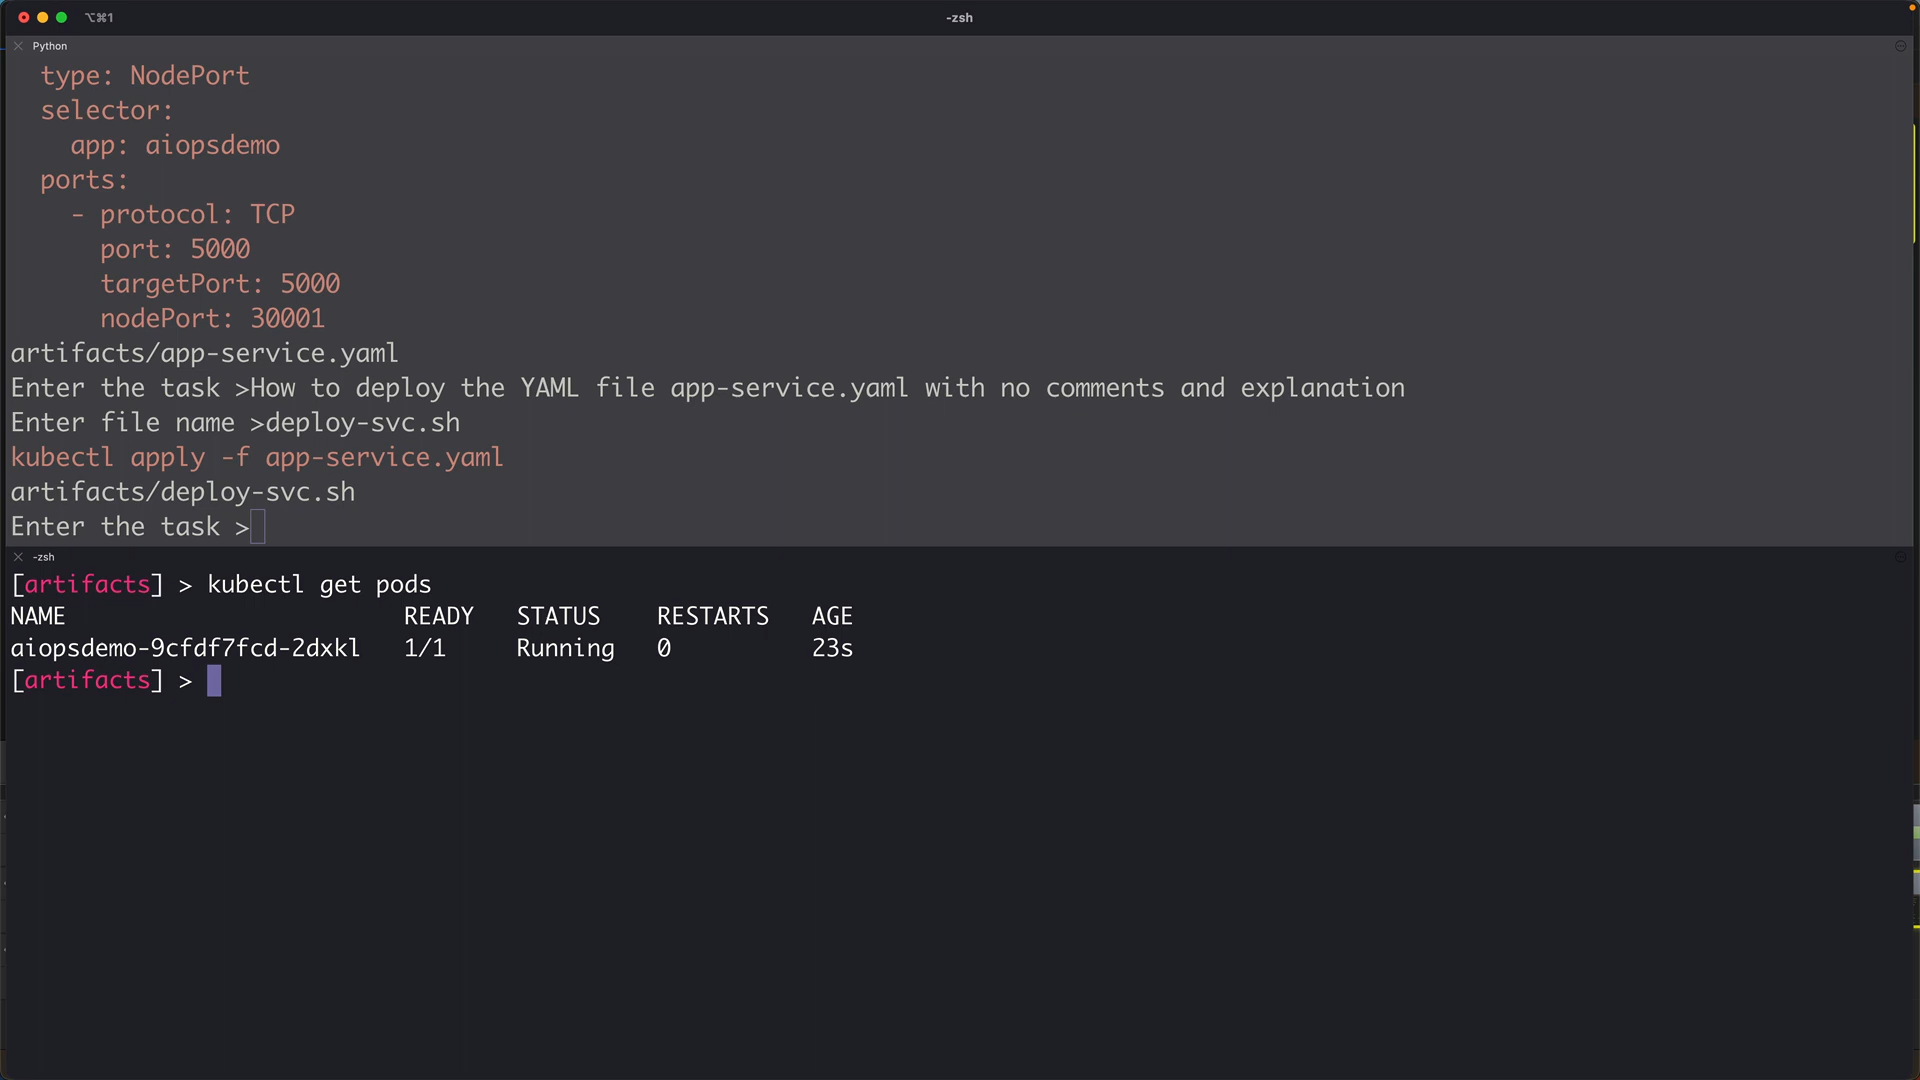 ⌥⌘1
-zsh
Python
type: NodePort
selector:
app: aiopsdemo
ports:
- protocol: TCP
port: 5000
targetPort: 5000
nodePort: 30001
artifacts/app-service.yaml
Enter the task >How to deploy the YAML file app-service.yaml with no comments and explanation
Enter file name >deploy-svc.sh
kubectl apply -f app-service.yaml
artifacts/deploy-svc.sh
Enter the task >
-zsh
[artifacts] > kubectl get pods
NAME READY STATUS RESTARTS AGE
aiopsdemo-9cfdf7fcd-2dxkl 1/1 Running 0 23s
[artifacts] >